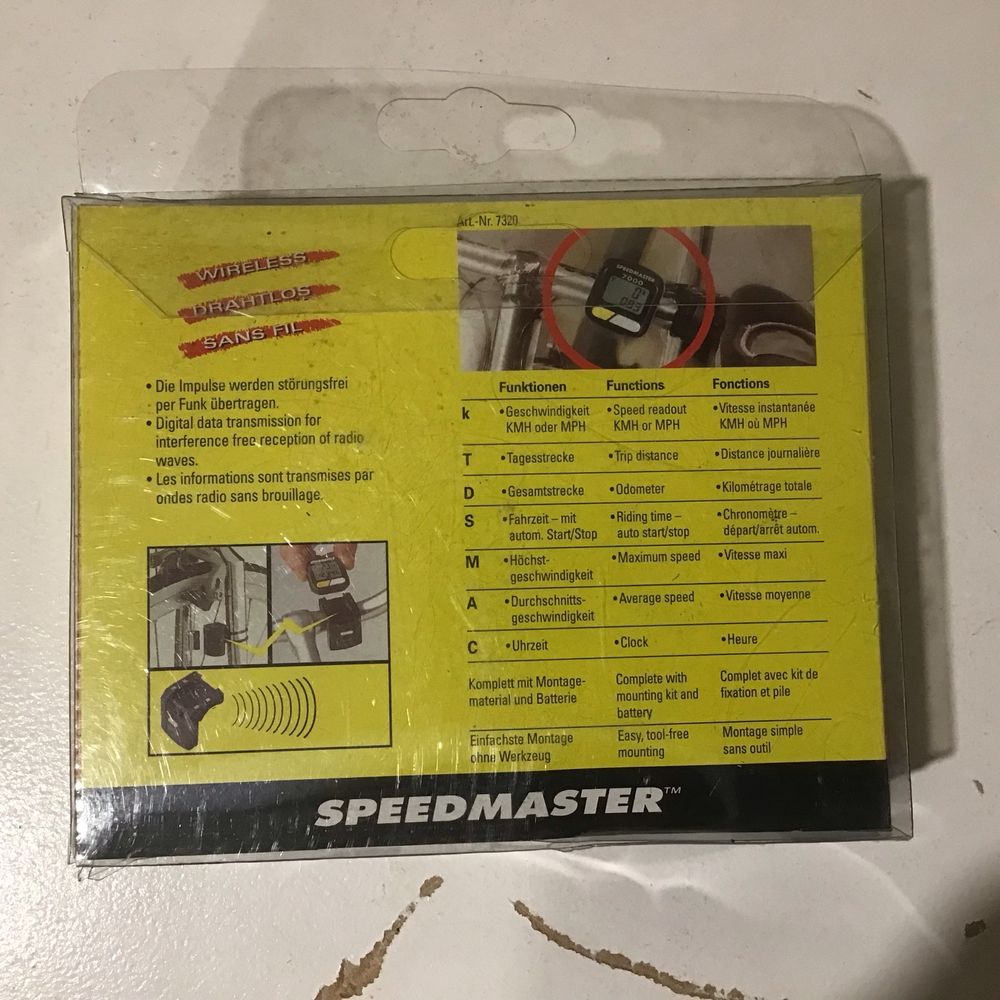 Art.-Nr. 7320
WIRELESS
DRAHTLOS
SANS FIL
• Die Impulse werden störungsfrei
per Funk übertragen.
• Digital data transmission for
interference free reception of radio
waves.
• Les informations sont transmises par
ondes radio sans brouillage.
SPEEDMASTER
7000
Funktionen Functions Fonctions
k •Geschwindigkeit •Speed readout •Vitesse instantanée
KMH oder MPH KMH or MPH KMH où MPH
T •Tagesstrecke •Trip distance •Distance journalière
D •Gesamtstrecke •Odometer •Kilométrage totale
S •Fahrzeit – mit •Riding time – •Chronomètre –
autom. Start/Stop auto start/stop départ/arrêt autom.
M •Höchst- •Maximum speed •Vitesse maxi
geschwindigkeit
A •Durchschnitts- •Average speed •Vitesse moyenne
geschwindigkeit
C •Uhrzeit •Clock •Heure
Komplett mit Montage- Complete with Complet avec kit de
material und Batterie mounting kit and fixation et pile
battery
Einfachste Montage Easy, tool-free Montage simple
ohne Werkzeug mounting sans outil
SPEEDMASTER™